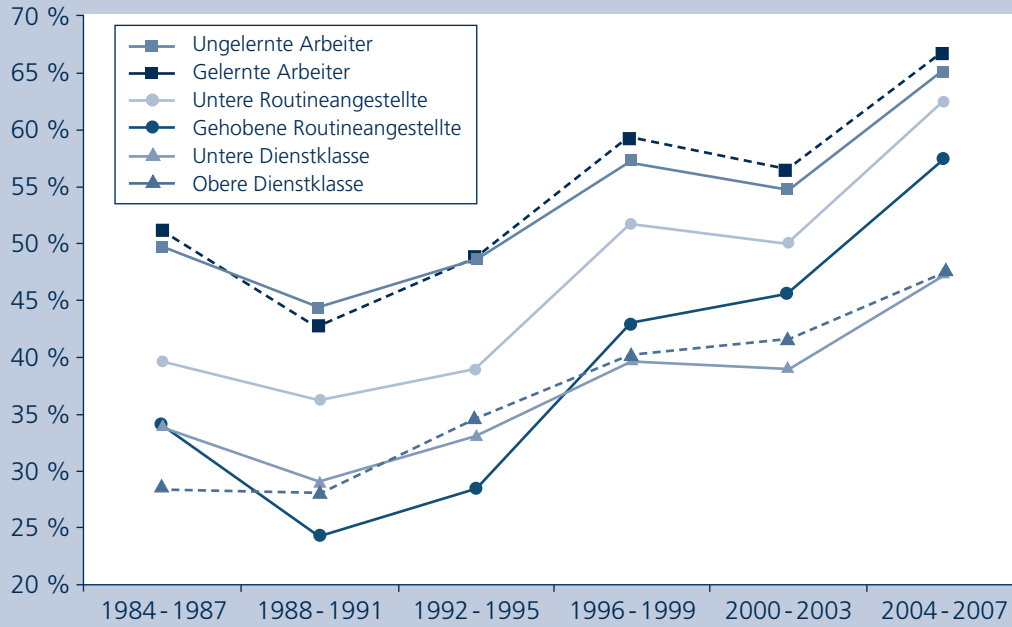 70 %
65 %
60 %
55 %
50 %
45 %
40 %
35 %
30 %
25 %
20 %
Ungelernte Arbeiter
Gelernte Arbeiter
Untere Routineangestellte
Gehobene Routineangestellte
Untere Dienstklasse
Obere Dienstklasse
1984-1987 1988-1991 1992-1995 1996-1999 2000-2003 2004-2007